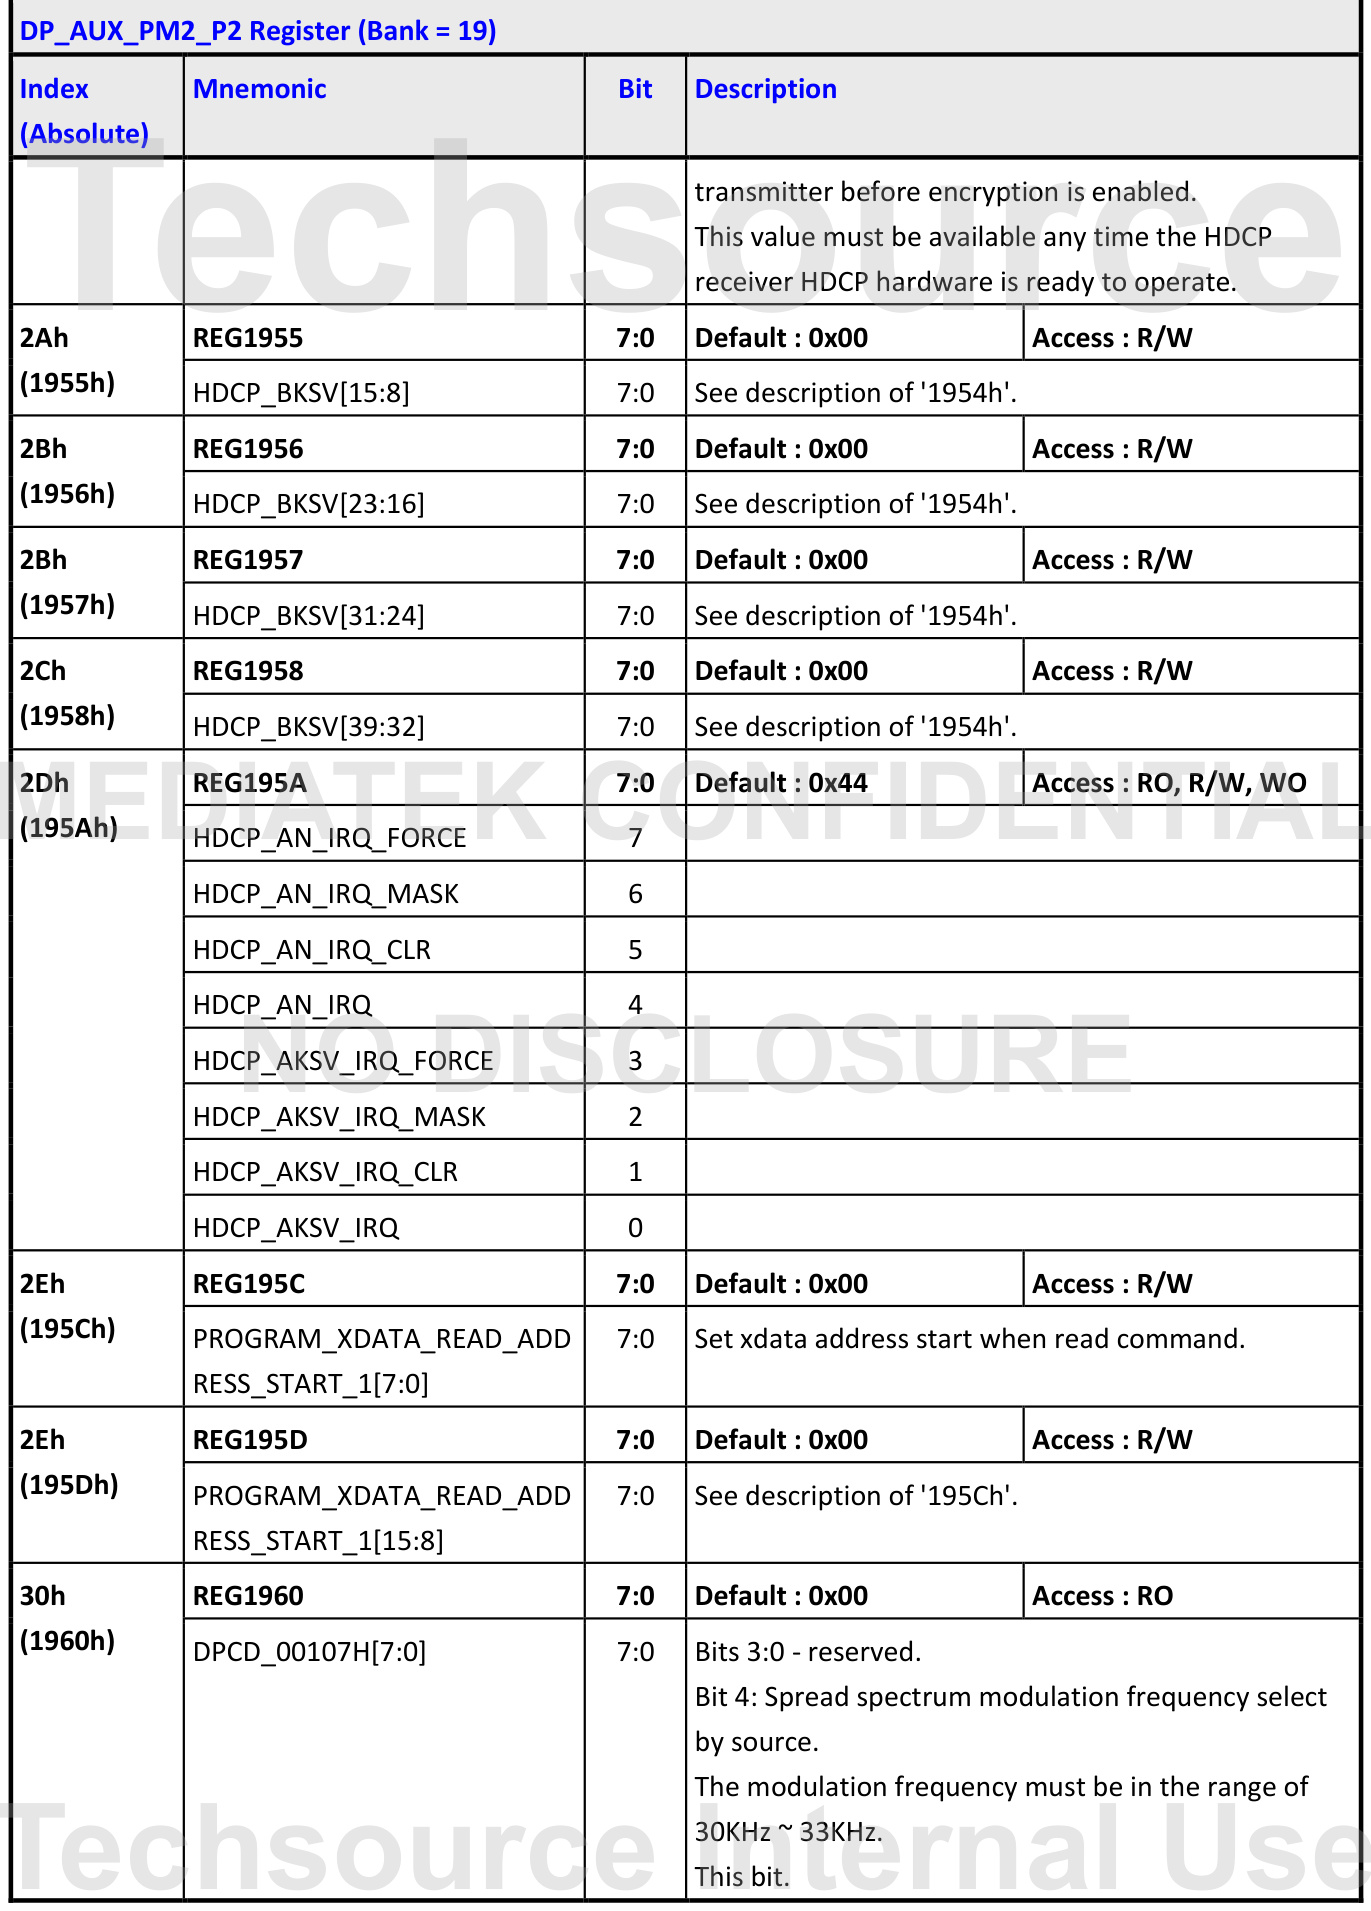 DP_AUX_PM2_P2 Register (Bank = 19)
Index Mnemonic Bit Description
(Absolute)
Techsource
transmitter before encryption is enabled.
This value must be available any time the HDCP
receiver HDCP hardware is ready to operate.
2Ah REG1955 7:0 Default : 0x00 Access : R/W
(1955h) HDCP_BKSV[15:8] 7:0 See description of '1954h'.
2Bh REG1956 7:0 Default : 0x00 Access : R/W
(1956h) HDCP_BKSV[23:16] 7:0 See description of '1954h'.
2Bh REG1957 7:0 Default : 0x00 Access : R/W
(1957h) HDCP_BKSV[31:24] 7:0 See description of '1954h'.
2Ch REG1958 7:0 Default : 0x00 Access : R/W
(1958h) HDCP_BKSV[39:32] 7:0 See description of '1954h'.
MEDIATEK CONFIDENTIAL
2Dh REG195A 7:0 Default : 0x44 Access : RO, R/W, WO
(195Ah) HDCP_AN_IRQ_FORCE 7
HDCP_AN_IRQ_MASK 6
HDCP_AN_IRQ_CLR 5
HDCP_AN_IRQ 4
NO DISCLOSURE
HDCP_AKSV_IRQ_FORCE 3
HDCP_AKSV_IRQ_MASK 2
HDCP_AKSV_IRQ_CLR 1
HDCP_AKSV_IRQ 0
2Eh REG195C 7:0 Default : 0x00 Access : R/W
(195Ch) PROGRAM_XDATA_READ_ADD 7:0 Set xdata address start when read command.
RESS_START_1[7:0]
2Eh REG195D 7:0 Default : 0x00 Access : R/W
(195Dh) PROGRAM_XDATA_READ_ADD 7:0 See description of '195Ch'.
RESS_START_1[15:8]
30h REG1960 7:0 Default : 0x00 Access : RO
(1960h) DPCD_00107H[7:0] 7:0 Bits 3:0 - reserved.
Bit 4: Spread spectrum modulation frequency select
by source.
The modulation frequency must be in the range of
30KHz ~ 33KHz.
This bit.
Techsource Internal Use